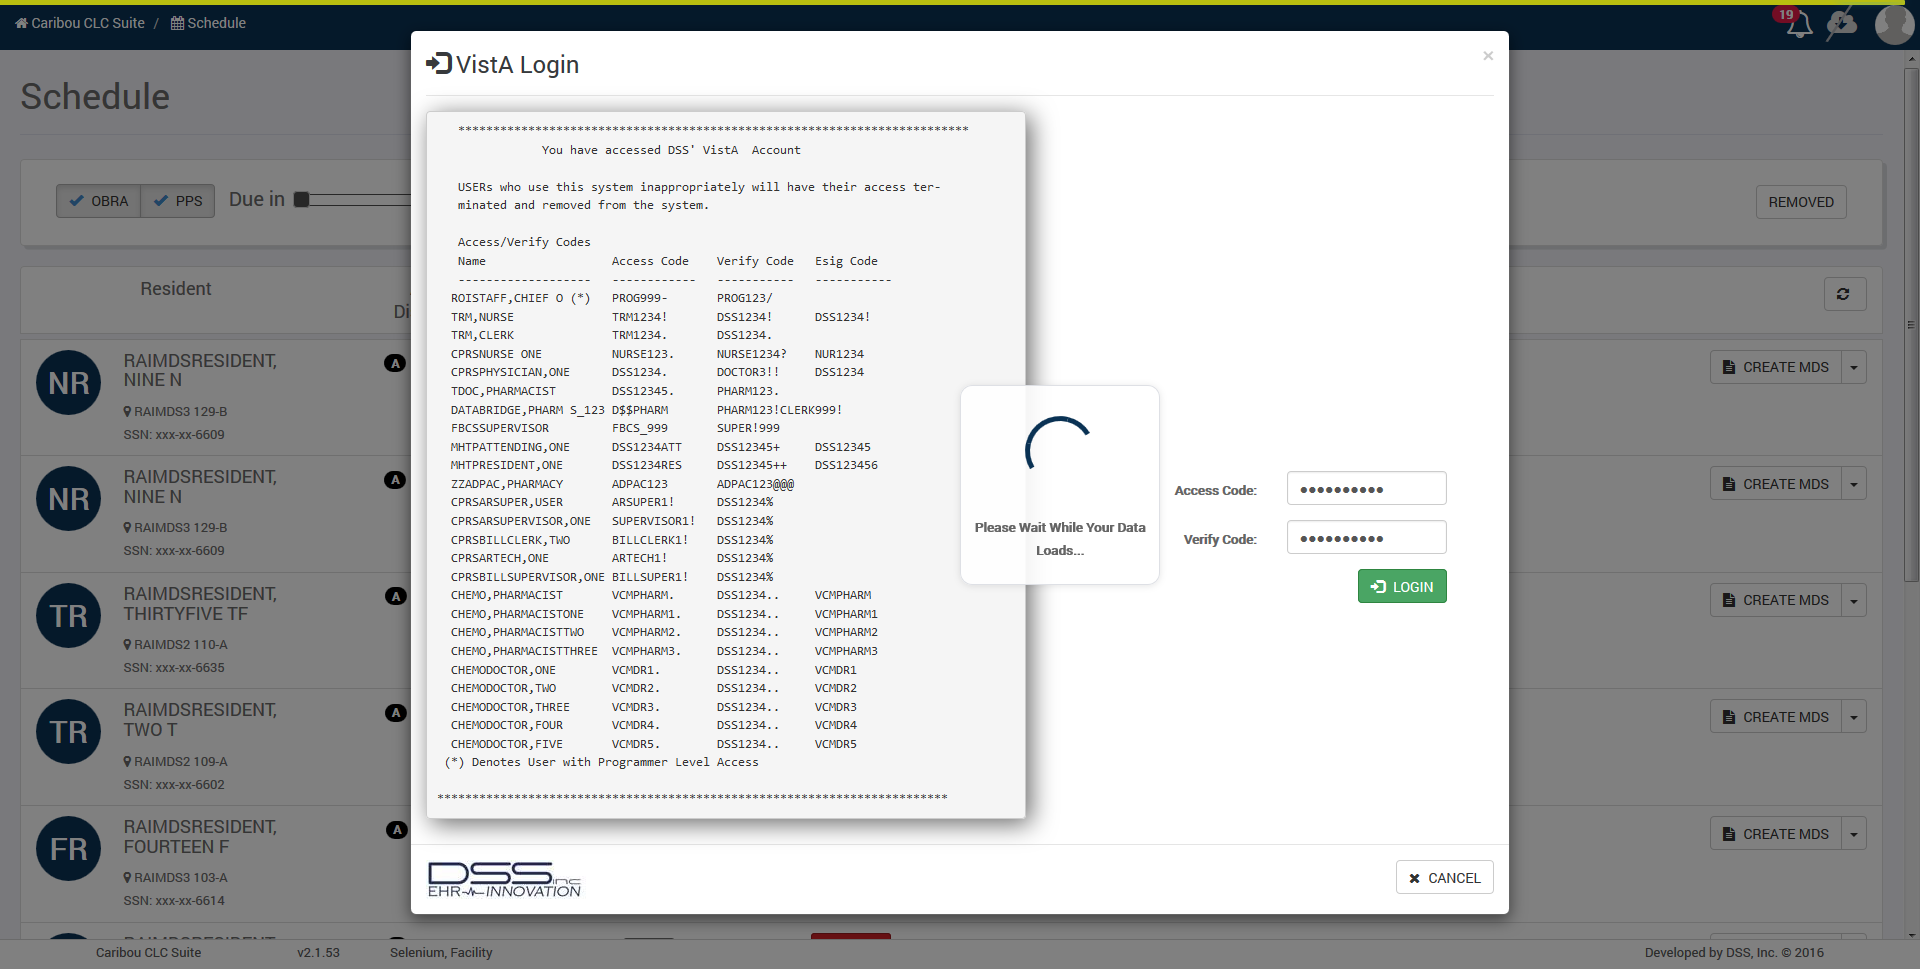 Caribou CLC Suite / Schedule
19
Schedule
OBRA PPS Due in
REMOVED
Resident
Di
RAIMDSRESIDENT,
NINE N
NR
A
RAIMDS3 129-B
SSN: xxx-xx-6609
CREATE MDS
RAIMDSRESIDENT,
NINE N
NR
A
RAIMDS3 129-B
SSN: xxx-xx-6609
CREATE MDS
RAIMDSRESIDENT,
THIRTYFIVE TF
TR
A
RAIMDS2 110-A
SSN: xxx-xx-6635
CREATE MDS
RAIMDSRESIDENT,
TWO T
TR
A
RAIMDS2 109-A
SSN: xxx-xx-6602
CREATE MDS
RAIMDSRESIDENT,
FOURTEEN F
FR
A
RAIMDS3 103-A
SSN: xxx-xx-6614
CREATE MDS
VistA Login
×
*************************************************************************
You have accessed DSS' VistA Account
USERs who use this system inappropriately will have their access ter-
minated and removed from the system.
Access/Verify Codes
Name Access Code Verify Code Esig Code
------------------- ------------ ----------- -----------
ROISTAFF,CHIEF O (*) PROG999- PROG123/
TRM,NURSE TRM1234! DSS1234! DSS1234!
TRM,CLERK TRM1234. DSS1234.
CPRSNURSE ONE NURSE123. NURSE1234? NUR1234
CPRSPHYSICIAN,ONE DSS1234. DOCTOR3!! DSS1234
TDOC,PHARMACIST DSS12345. PHARM123.
DATABRIDGE,PHARM S_123 D$$PHARM PHARM123!CLERK999!
FBCSSUPERVISOR FBCS_999 SUPER!999
MHTPATTENDING,ONE DSS1234ATT DSS12345+ DSS12345
MHTPRESIDENT,ONE DSS1234RES DSS12345++ DSS123456
ZZADPAC,PHARMACY ADPAC123 ADPAC123@@@
CPRSARSUPER,USER ARSUPER1! DSS1234%
CPRSARSUPERVISOR,ONE SUPERVISOR1! DSS1234%
CPRSBILLCLERK,TWO BILLCLERK1! DSS1234%
CPRSARTECH,ONE ARTECH1! DSS1234%
CPRSBILLSUPERVISOR,ONE BILLSUPER1! DSS1234%
CHEMO,PHARMACIST VCMPHARM. DSS1234.. VCMPHARM
CHEMO,PHARMACISTONE VCMPHARM1. DSS1234.. VCMPHARM1
CHEMO,PHARMACISTTWO VCMPHARM2. DSS1234.. VCMPHARM2
CHEMO,PHARMACISTTHREE VCMPHARM3. DSS1234.. VCMPHARM3
CHEMODOCTOR,ONE VCMDR1. DSS1234.. VCMDR1
CHEMODOCTOR,TWO VCMDR2. DSS1234.. VCMDR2
CHEMODOCTOR,THREE VCMDR3. DSS1234.. VCMDR3
CHEMODOCTOR,FOUR VCMDR4. DSS1234.. VCMDR4
CHEMODOCTOR,FIVE VCMDR5. DSS1234.. VCMDR5
(*) Denotes User with Programmer Level Access
*************************************************************************
Please Wait While Your Data
Loads...
Access Code: ••••••••••
Verify Code: ••••••••••
LOGIN
DSS inc
EHR INNOVATION
CANCEL
Caribou CLC Suite v2.1.53 Selenium, Facility Developed by DSS, Inc. © 2016